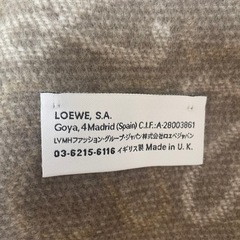 LOEWE, S.A.
Goya, 4 Madrid (Spain) C.I.F.:A-28003861
LVMHファッション・グループ・ジャパン株式会社ロエベジャパン
03-6215-6116 イギリス製 Made in U.K.